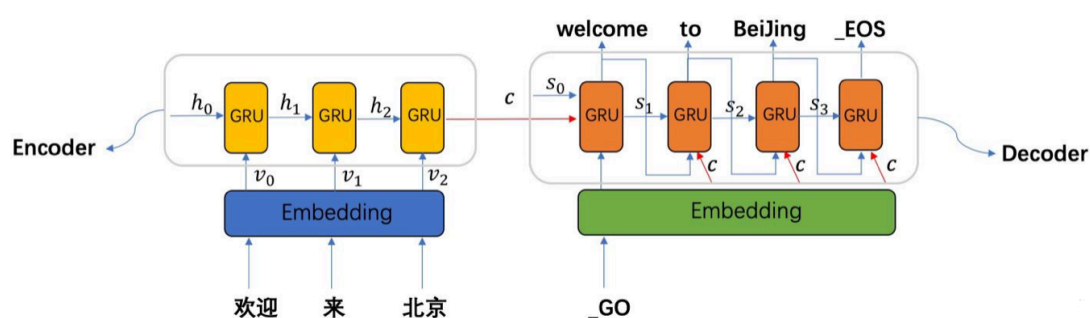 welcome to BeiJing _EOS
h₀ GRU h₁ GRU h₂ GRU c s₀ GRU s₁ GRU s₂ GRU s₃ GRU
Encoder Decoder
c c c
v₀ v₁ v₂
Embedding Embedding
欢迎 来 北京 _GO